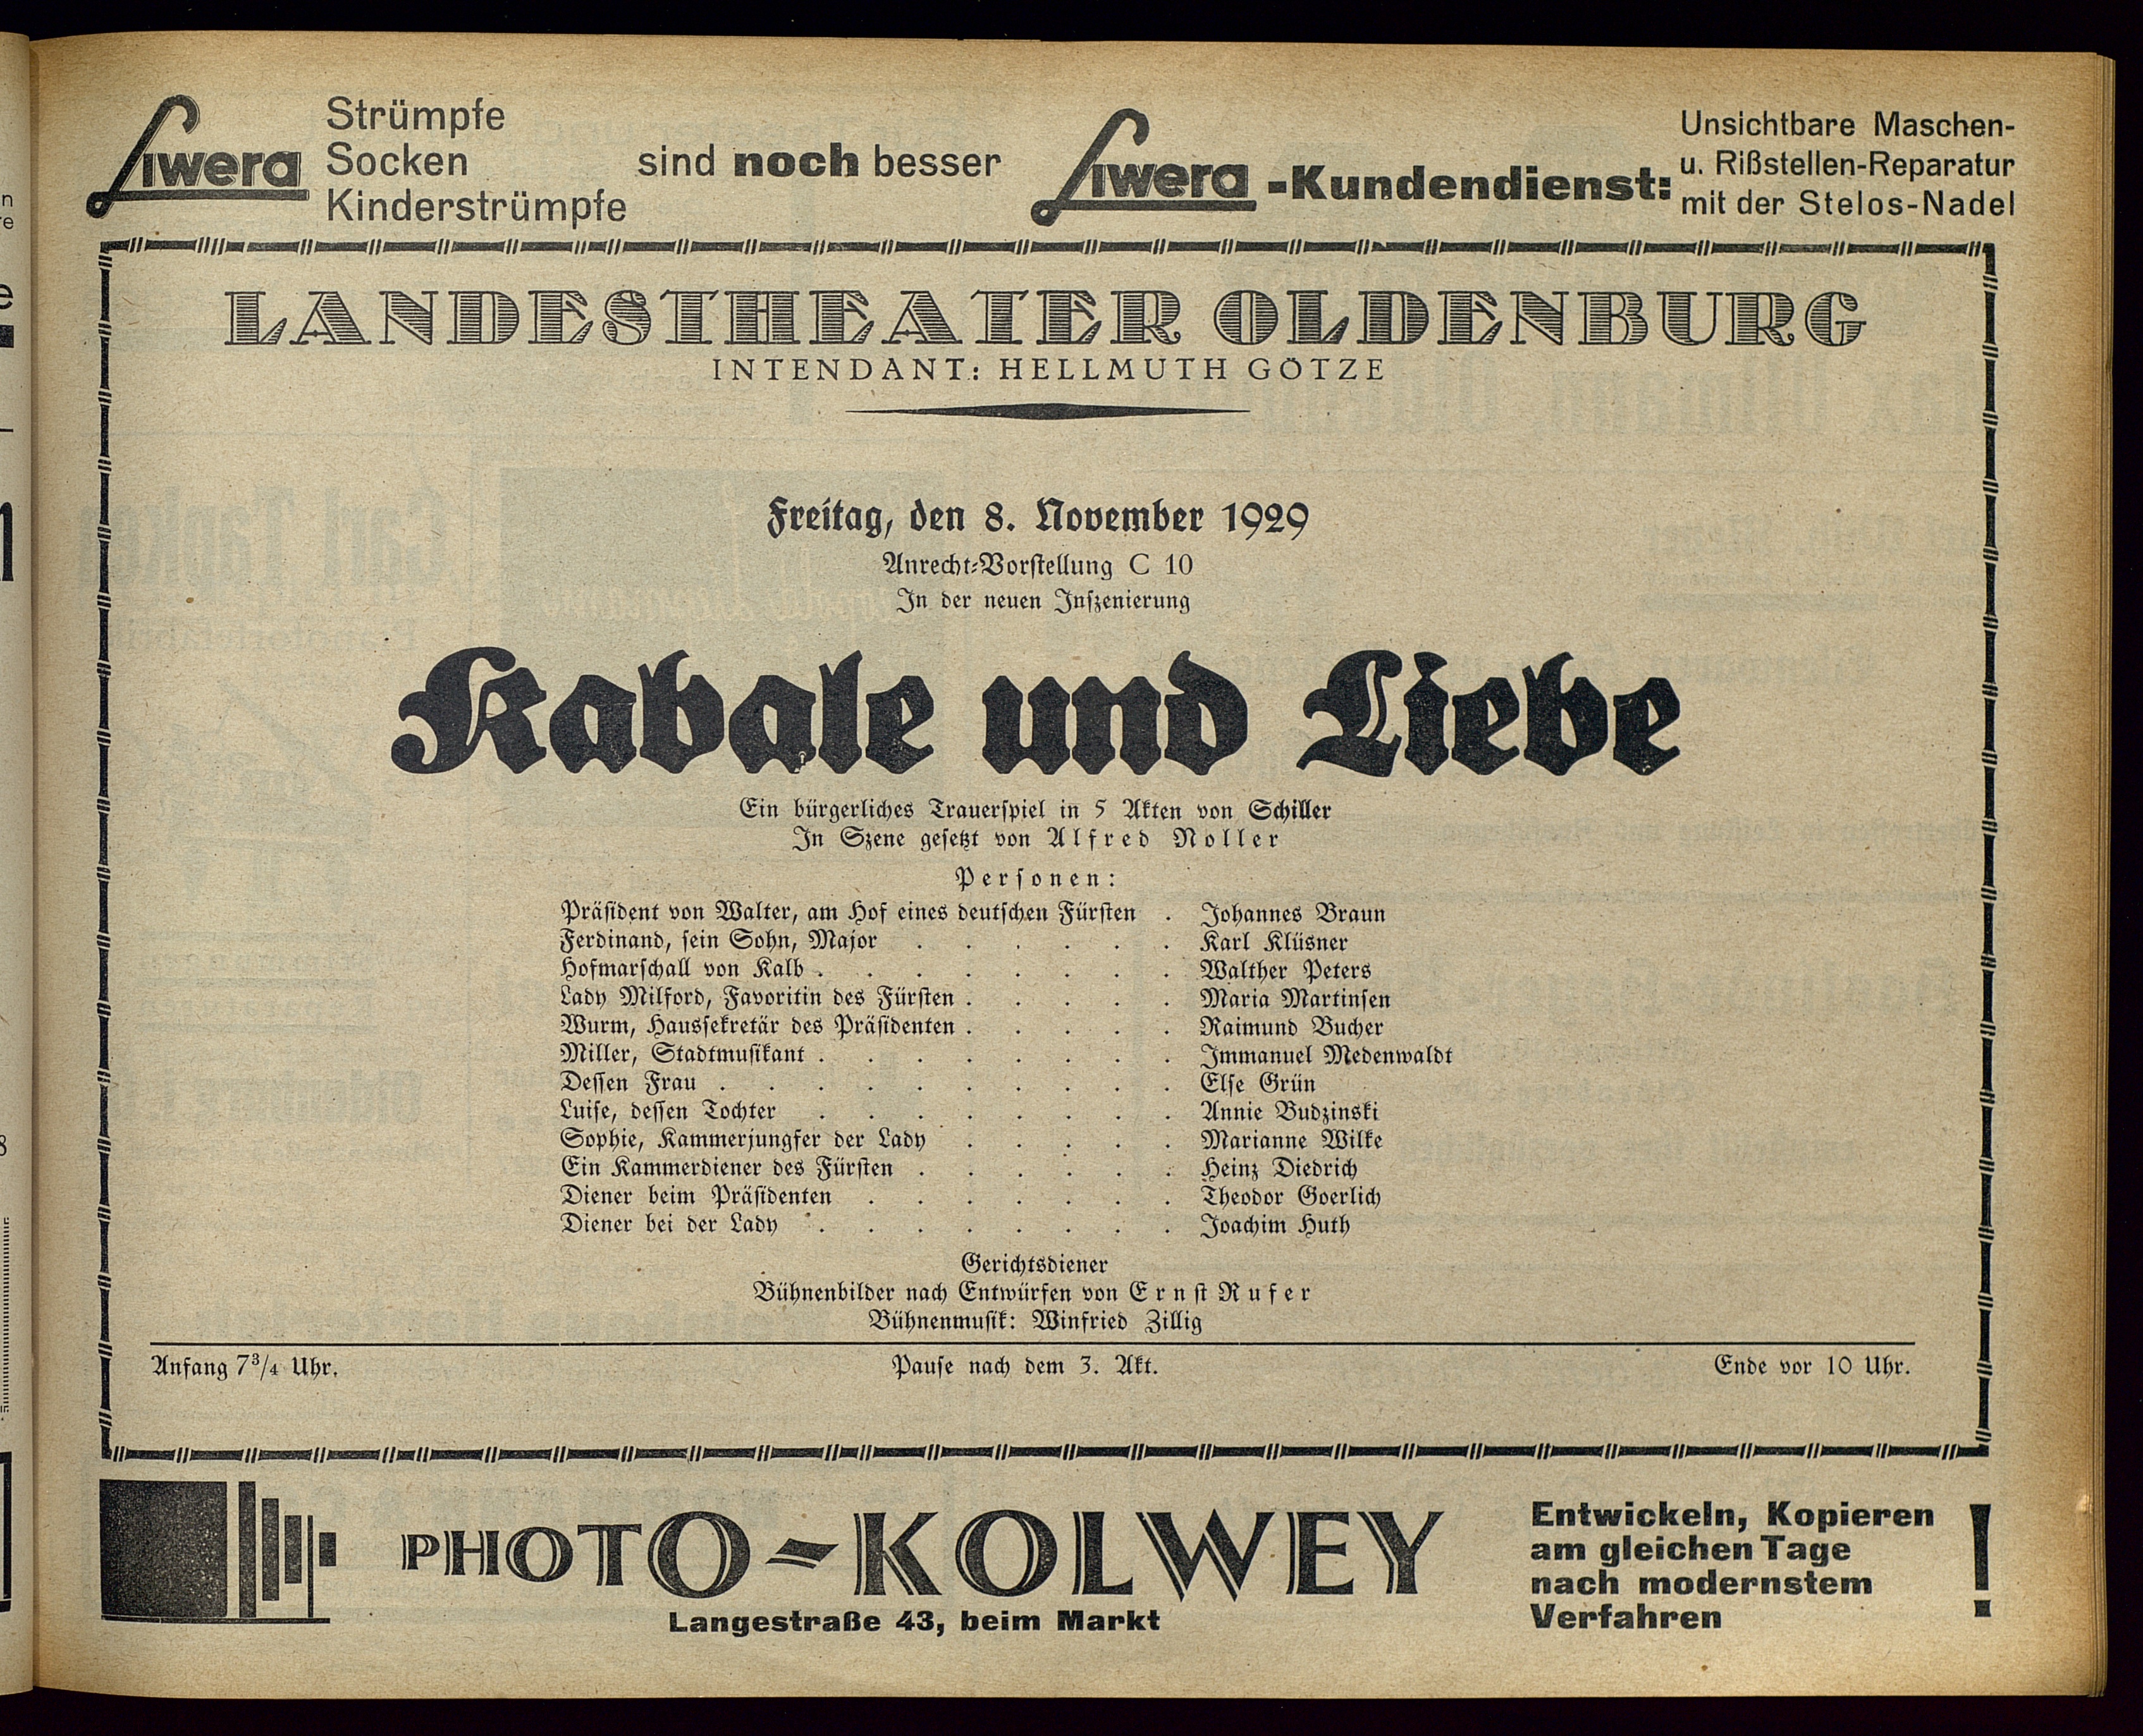 Liwera Strümpfe
Socken
Kinderstrümpfe
sind noch besser
Liwera-Kundendienst:
Unsichtbare Maschen-
u. Rißstellen-Reparatur
mit der Stelos-Nadel
LANDESTHEATER OLDENBURG
INTENDANT: HELLMUTH GÖTZE
Freitag, den 8. November 1929
Anrecht-Vorstellung C 10
In der neuen Inszenierung
Kabale und Liebe
Ein bürgerliches Trauerspiel in 5 Akten von Schiller
In Szene gesetzt von Alfred Noller
Personen:
Präsident von Walter, am Hof eines deutschen Fürsten . Johannes Braun
Ferdinand, sein Sohn, Major . . . . . . Karl Klüsner
Hofmarschall von Kalb . . . . . . . . Walther Peters
Lady Milford, Favoritin des Fürsten . . . . . Maria Martinsen
Wurm, Haussekretär des Präsidenten . . . . . Raimund Bucher
Miller, Stadtmusikant . . . . . . . . Immanuel Medenwaldt
Dessen Frau . . . . . . . . . . Else Grün
Luise, dessen Tochter . . . . . . . . Annie Budzinski
Sophie, Kammerjungfer der Lady . . . . . Marianne Wilke
Ein Kammerdiener des Fürsten . . . . . . Heinz Diedrich
Diener beim Präsidenten . . . . . . . Theodor Goerlich
Diener bei der Lady . . . . . . . . Joachim Huth
Gerichtsdiener
Bühnenbilder nach Entwürfen von Ernst Rufer
Bühnenmusik: Winfried Zillig
Anfang 7 3/4 Uhr. Pause nach dem 3. Akt. Ende vor 10 Uhr.
PHOTO-KOLWEY
Langestraße 43, beim Markt
Entwickeln, Kopieren
am gleichen Tage
nach modernstem
Verfahren !